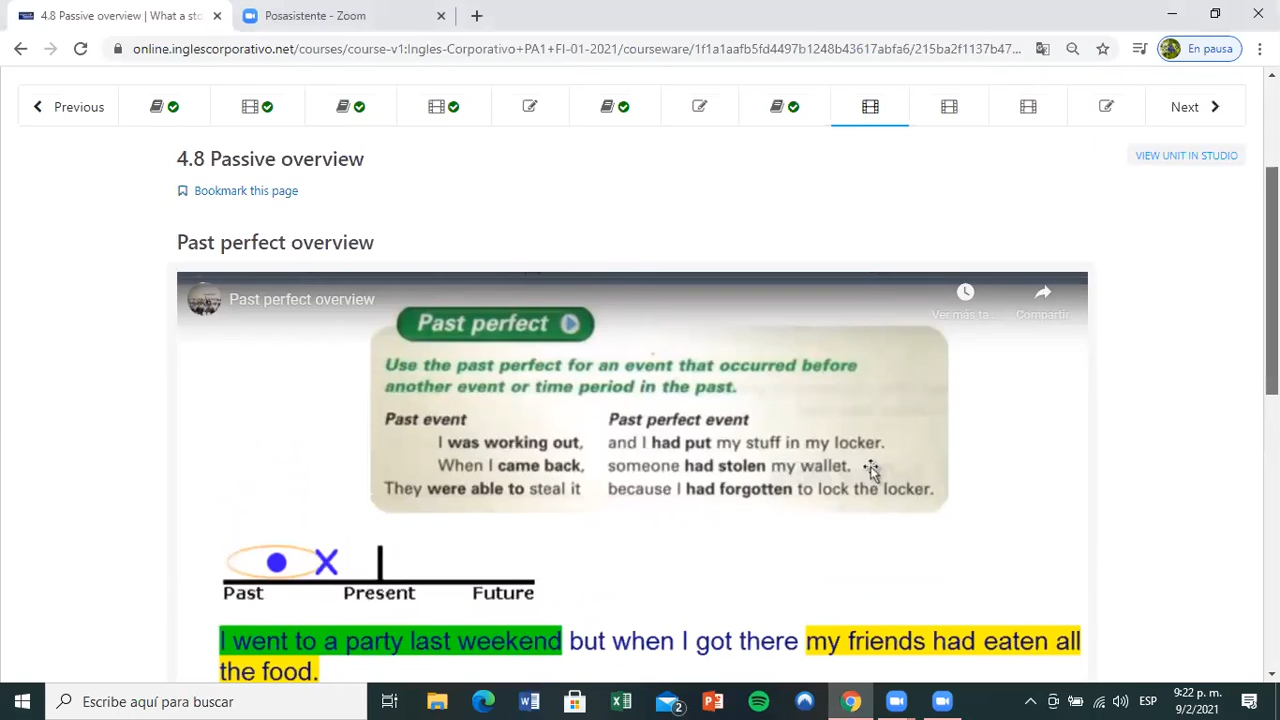 4.8 Passive overview | What a sto
Posasistente - Zoom
online.inglescorporativo.net/courses/course-v1:Ingles-Corporativo+PA1+FI-01-2021/courseware/1f1a1aafb5fd4497b1248b43617abfa6/215ba2f1137b47...
En pausa
Previous
Next
4.8 Passive overview
VIEW UNIT IN STUDIO
Bookmark this page
Past perfect overview
Past perfect overview
Ver más ta...
Compartir
Past perfect
Use the past perfect for an event that occurred before
another event or time period in the past.
Past event Past perfect event
I was working out, and I had put my stuff in my locker.
When I came back, someone had stolen my wallet.
They were able to steal it because I had forgotten to lock the locker.
Past Present Future
I went to a party last weekend but when I got there my friends had eaten all
the food.
Escribe aquí para buscar
2
ESP
9:22 p. m.
9/2/2021